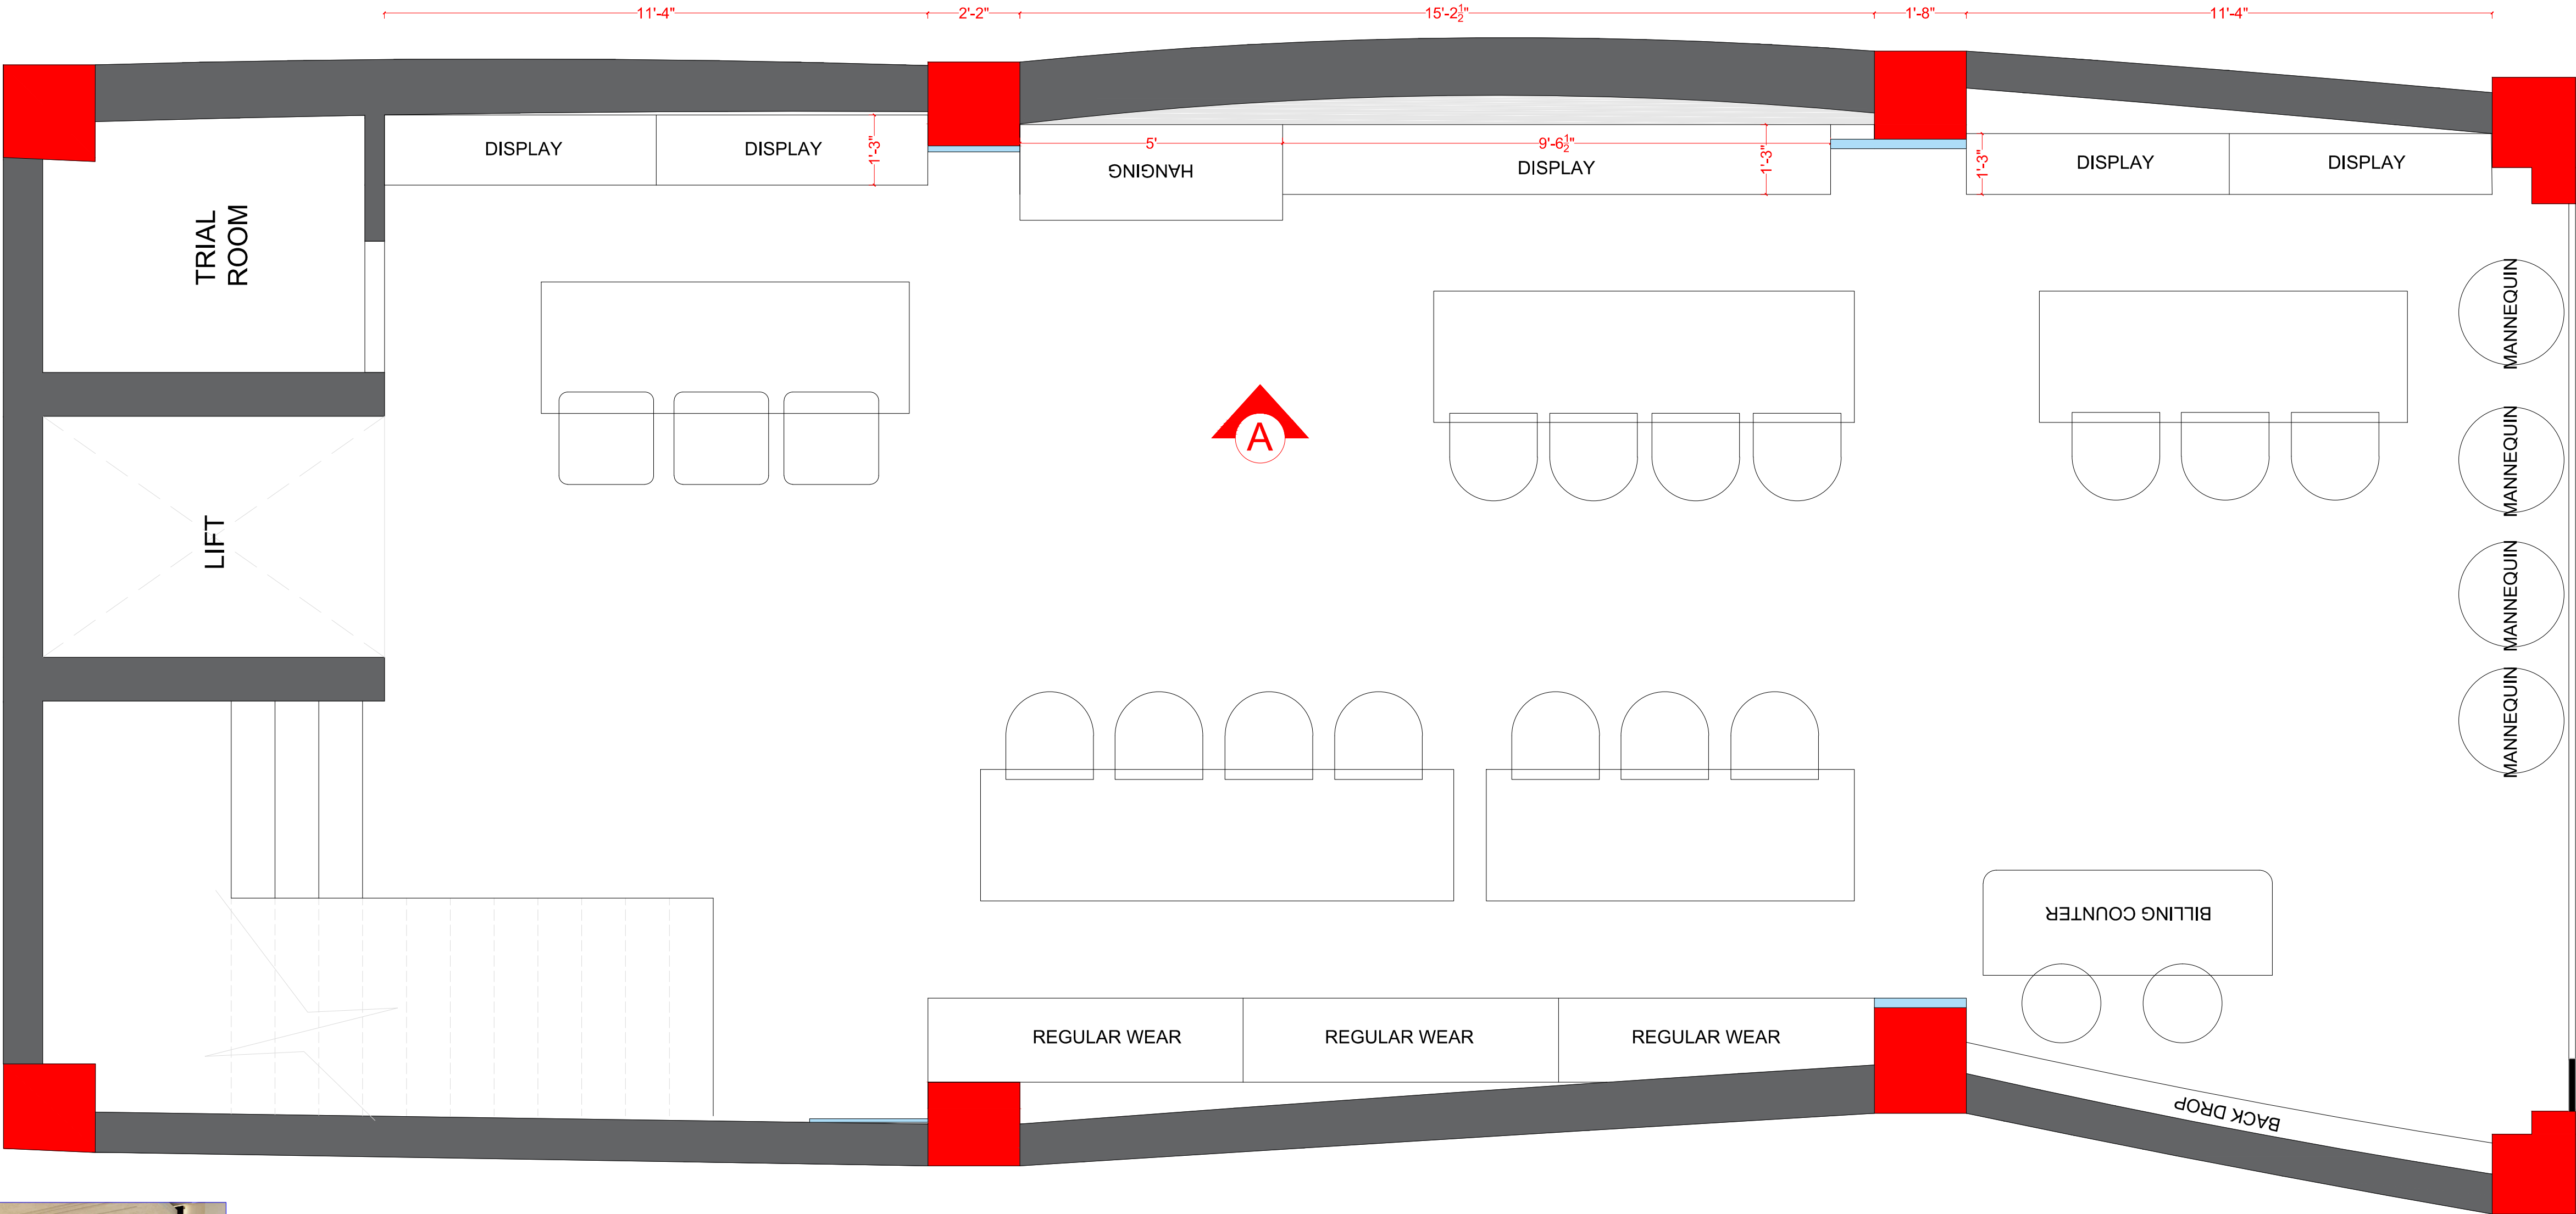 11'-4"
2'-2"
15'-2½"
1'-8"
11'-4"
DISPLAY
DISPLAY
1'-3"
5'
9'-6½"
HANGING
DISPLAY
1'-3"
1'-3"
DISPLAY
DISPLAY
TRIAL
ROOM
MANNEQUIN
A
MANNEQUIN
LIFT
MANNEQUIN
MANNEQUIN
BILLING COUNTER
REGULAR WEAR
REGULAR WEAR
REGULAR WEAR
BACK DROP